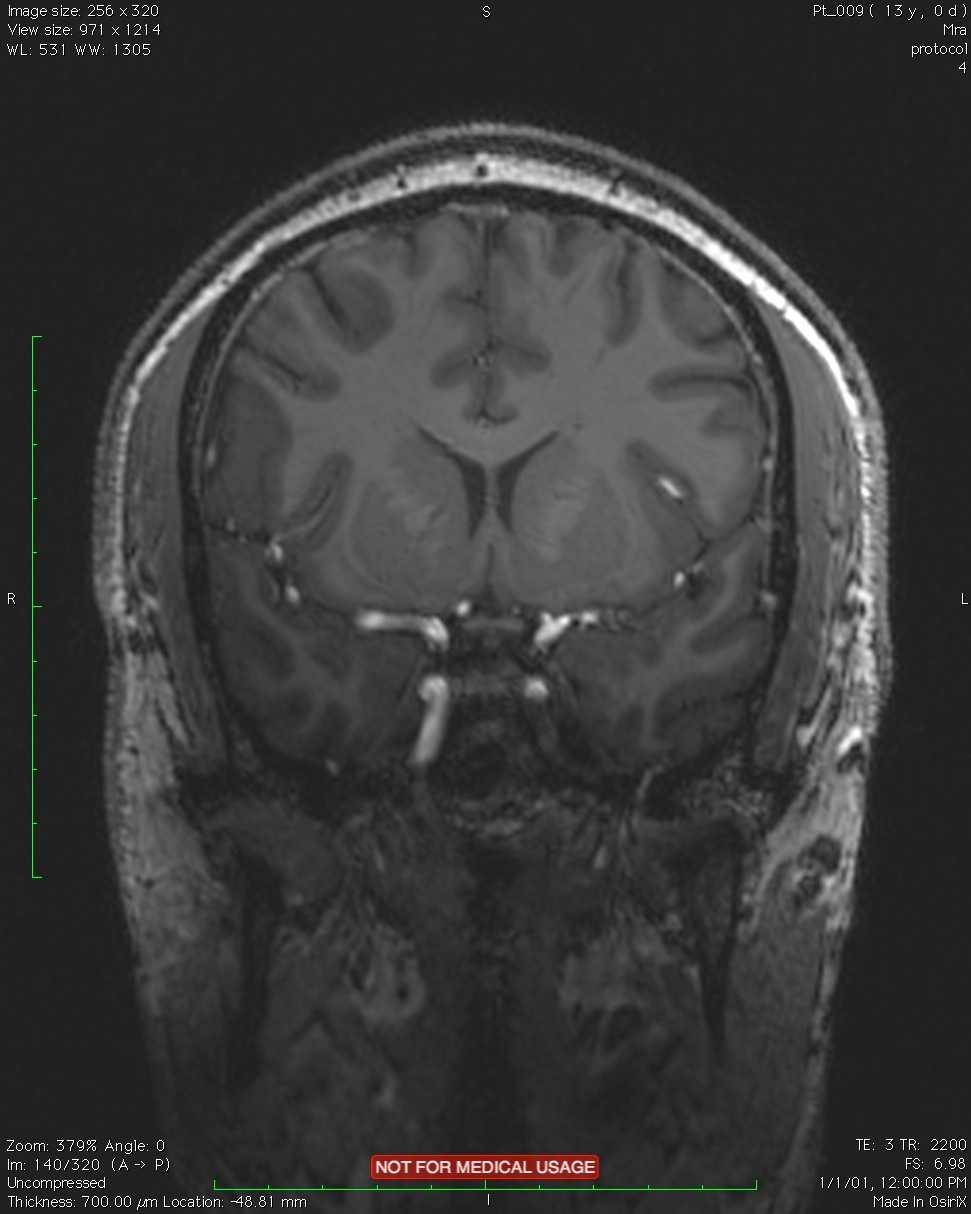 Image size: 256 x 320
View size: 971 x 1214
WL: 531 WW: 1305
S
Pt_009 ( 13 y, 0 d )
Mra
protocol
4
R
L
Zoom: 379% Angle: 0
Im: 140/320 (A -> P)
Uncompressed
Thickness: 700.00 µm Location: -48.81 mm
NOT FOR MEDICAL USAGE
I
TE: 3 TR: 2200
FS: 6.98
1/1/01, 12:00:00 PM
Made In OsiriX